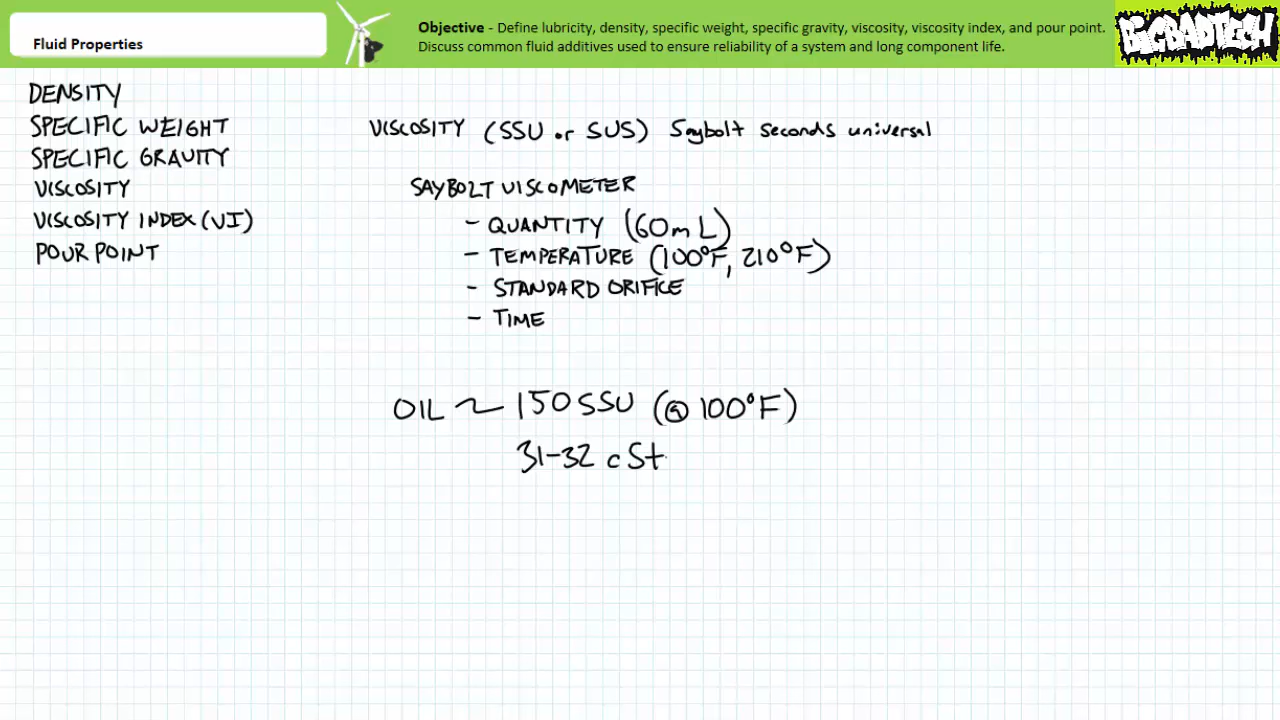 Fluid Properties
Objective - Define lubricity, density, specific weight, specific gravity, viscosity, viscosity index, and pour point.
Discuss common fluid additives used to ensure reliability of a system and long component life.
BIGBADTECH
DENSITY
SPECIFIC WEIGHT
SPECIFIC GRAVITY
VISCOSITY
VISCOSITY INDEX (VI)
POUR POINT
VISCOSITY (SSU or SUS) Saybolt seconds universal
SAYBOLT VISCOMETER
- QUANTITY (60mL)
- TEMPERATURE (100°F, 210°F)
- STANDARD ORIFICE
- TIME
OIL ~ 150 SSU (@ 100°F)
31-32 cSt